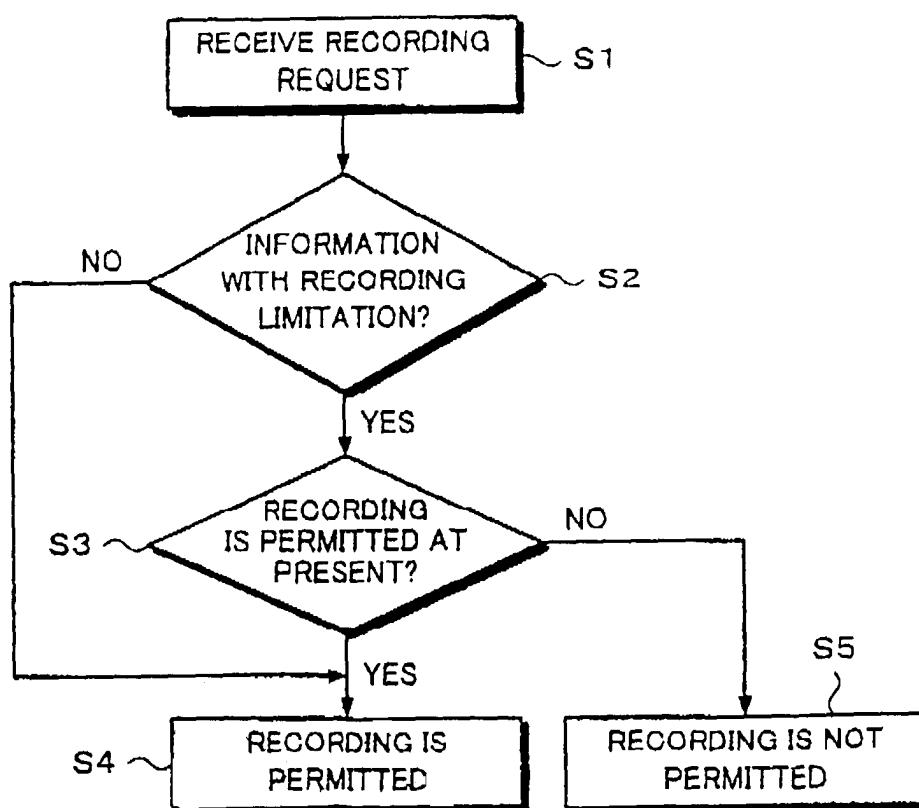 RECEIVE RECORDING
REQUEST
S1
INFORMATION
WITH RECORDING
LIMITATION?
S2
NO
YES
RECORDING
IS PERMITTED AT
PRESENT?
S3
NO
YES
S5
S4
RECORDING IS
PERMITTED
RECORDING IS NOT
PERMITTED